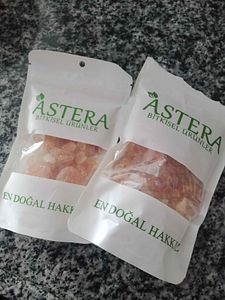 ASTERA
BİTKİSEL ÜRÜNLER
EN DOĞAL HAKKI
ASTERA
BİTKİSEL ÜRÜNLER
EN DOĞAL HAKKI